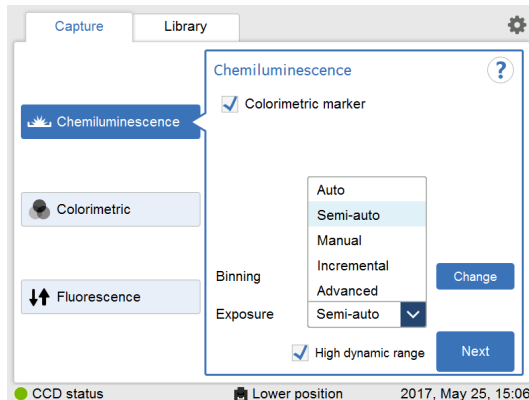 Capture
Library
Chemiluminescence
?
Colorimetric marker
Chemiluminescence
Colorimetric
Fluorescence
Auto
Semi-auto
Manual
Incremental
Advanced
Binning
Change
Exposure
Semi-auto
High dynamic range
Next
CCD status
Lower position
2017, May 25, 15:06